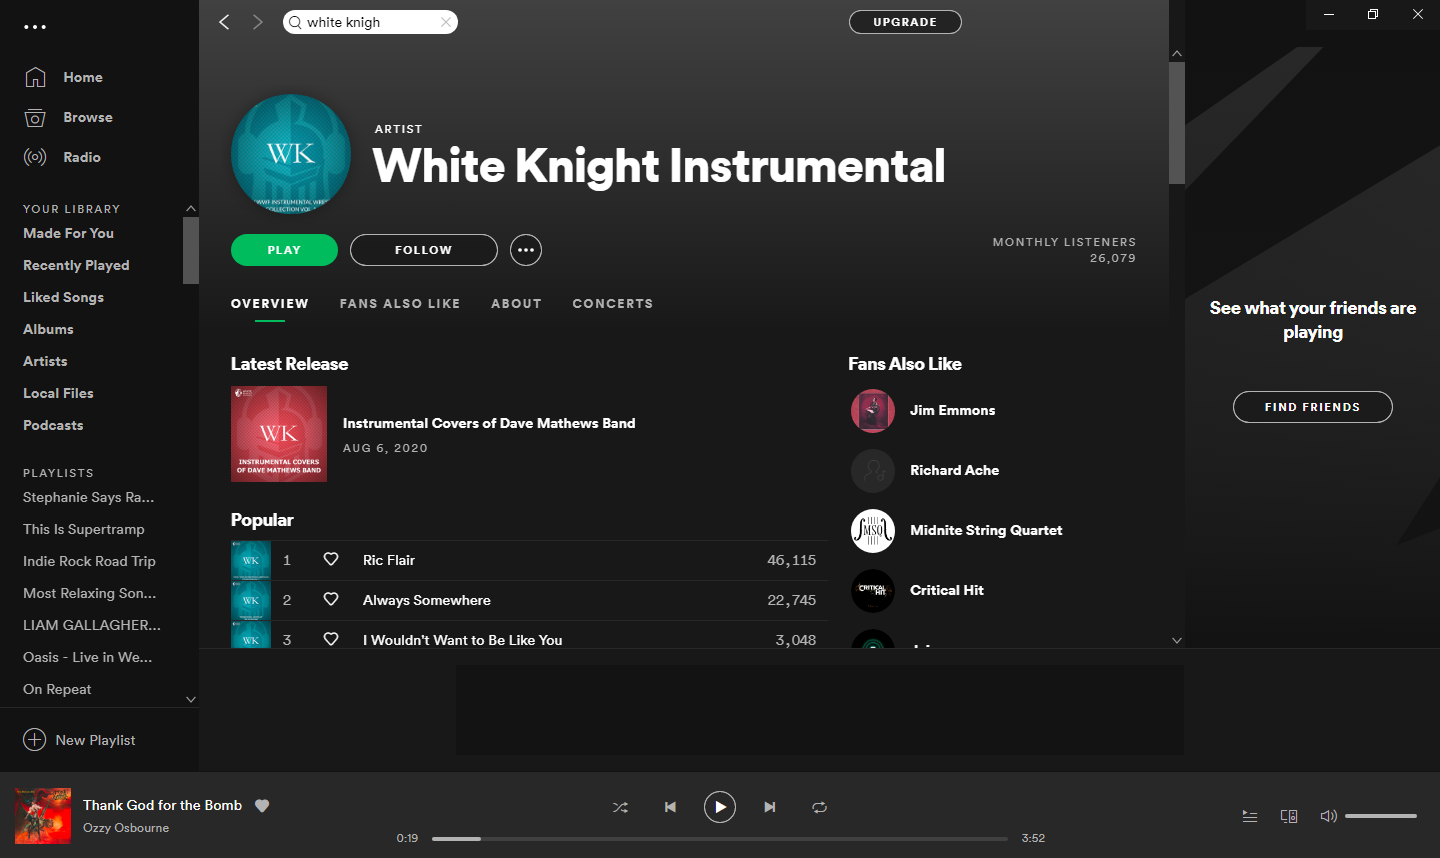 white knigh
UPGRADE
Home
Browse
Radio
YOUR LIBRARY
Made For You
Recently Played
Liked Songs
Albums
Artists
Local Files
Podcasts
PLAYLISTS
Stephanie Says Ra...
This Is Supertramp
Indie Rock Road Trip
Most Relaxing Son...
LIAM GALLAGHER...
Oasis - Live in We...
On Repeat
New Playlist
WK
ARTIST
White Knight Instrumental
PLAY
FOLLOW
MONTHLY LISTENERS
26,079
OVERVIEW
FANS ALSO LIKE
ABOUT
CONCERTS
Latest Release
WK
INSTRUMENTAL COVERS
OF DAVE MATHEWS BAND
Instrumental Covers of Dave Mathews Band
AUG 6, 2020
Popular
WK
1
Ric Flair
46,115
WK
2
Always Somewhere
22,745
WK
3
I Wouldn't Want to Be Like You
3,048
Fans Also Like
Jim Emmons
Richard Ache
MSQ
Midnite String Quartet
CRITICAL
HIT
Critical Hit
See what your friends are
playing
FIND FRIENDS
Thank God for the Bomb
Ozzy Osbourne
0:19
3:52